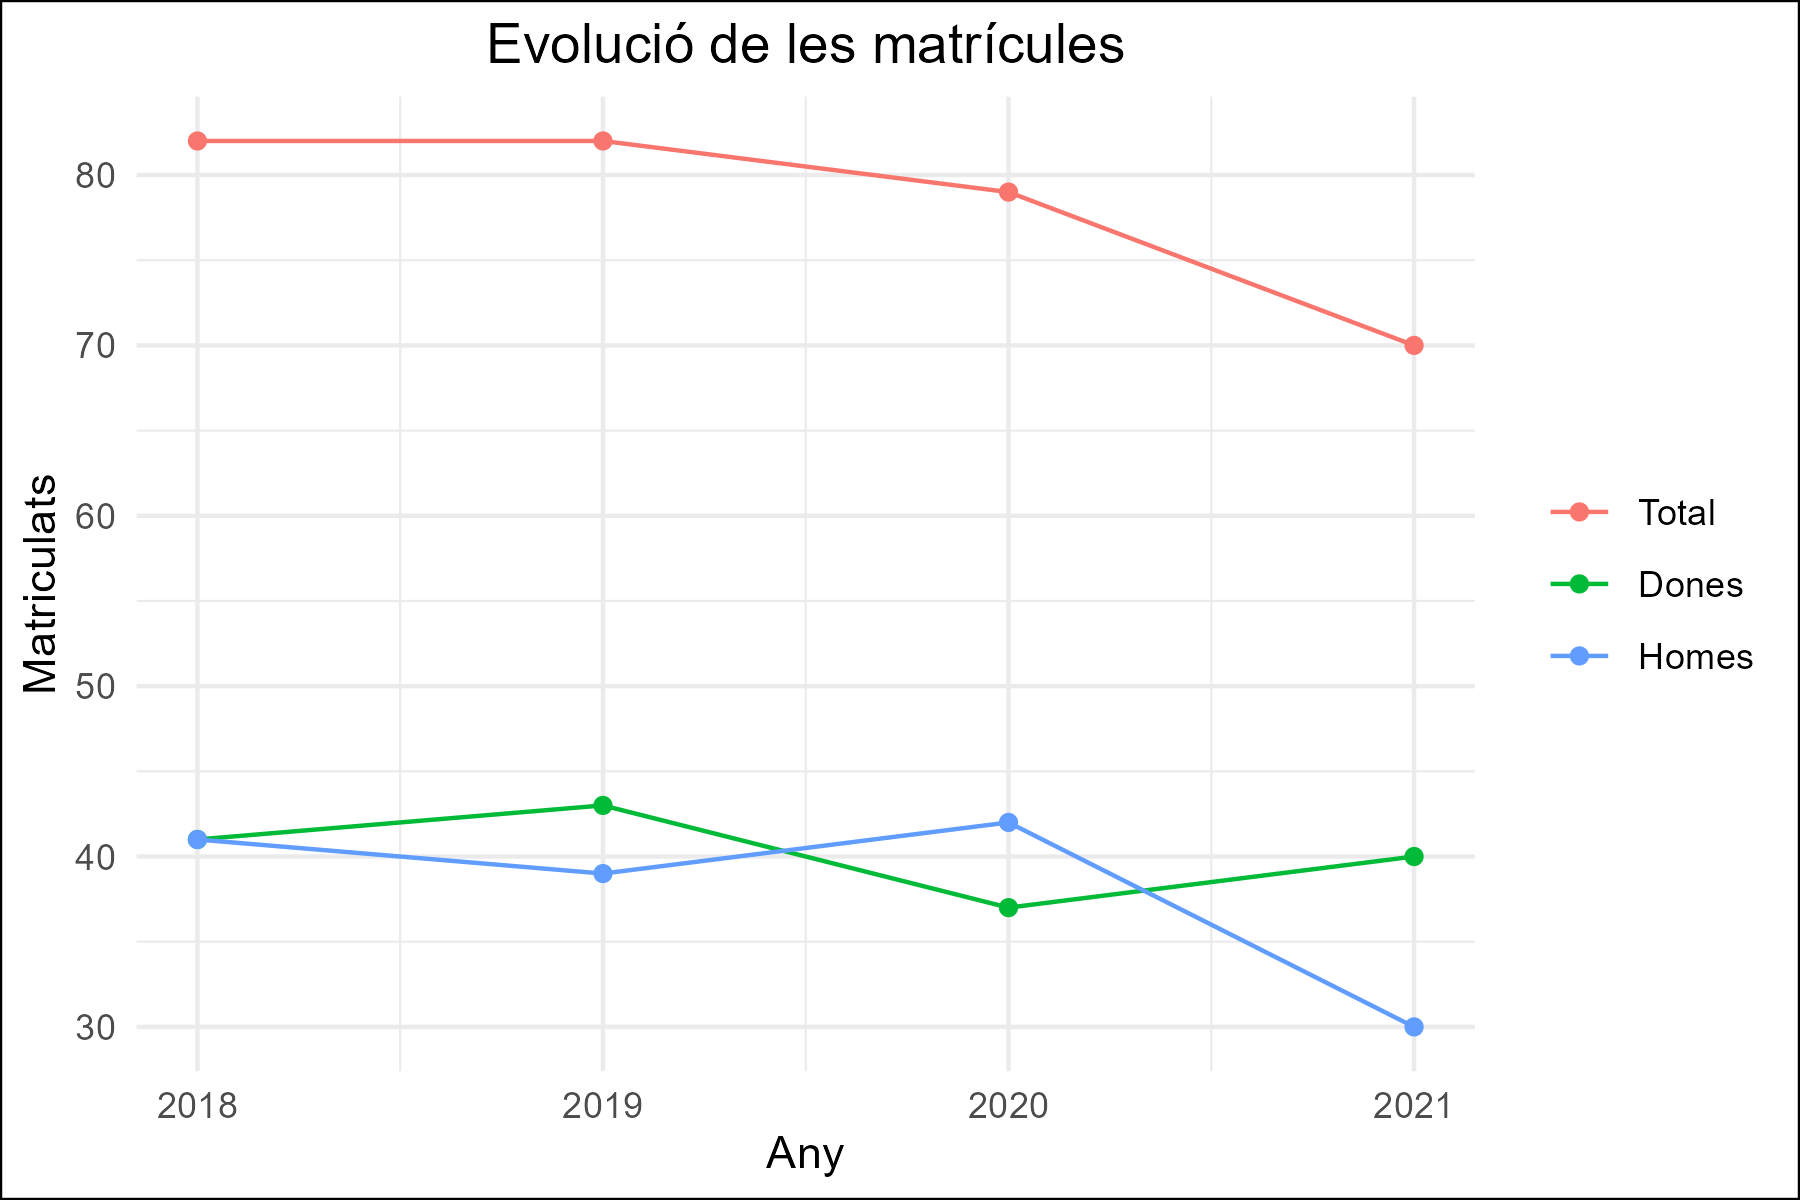 Evolució de les matrícules
Matriculats
80
70
60
50
40
30
2018 2019 2020 2021
Any
Total
Dones
Homes